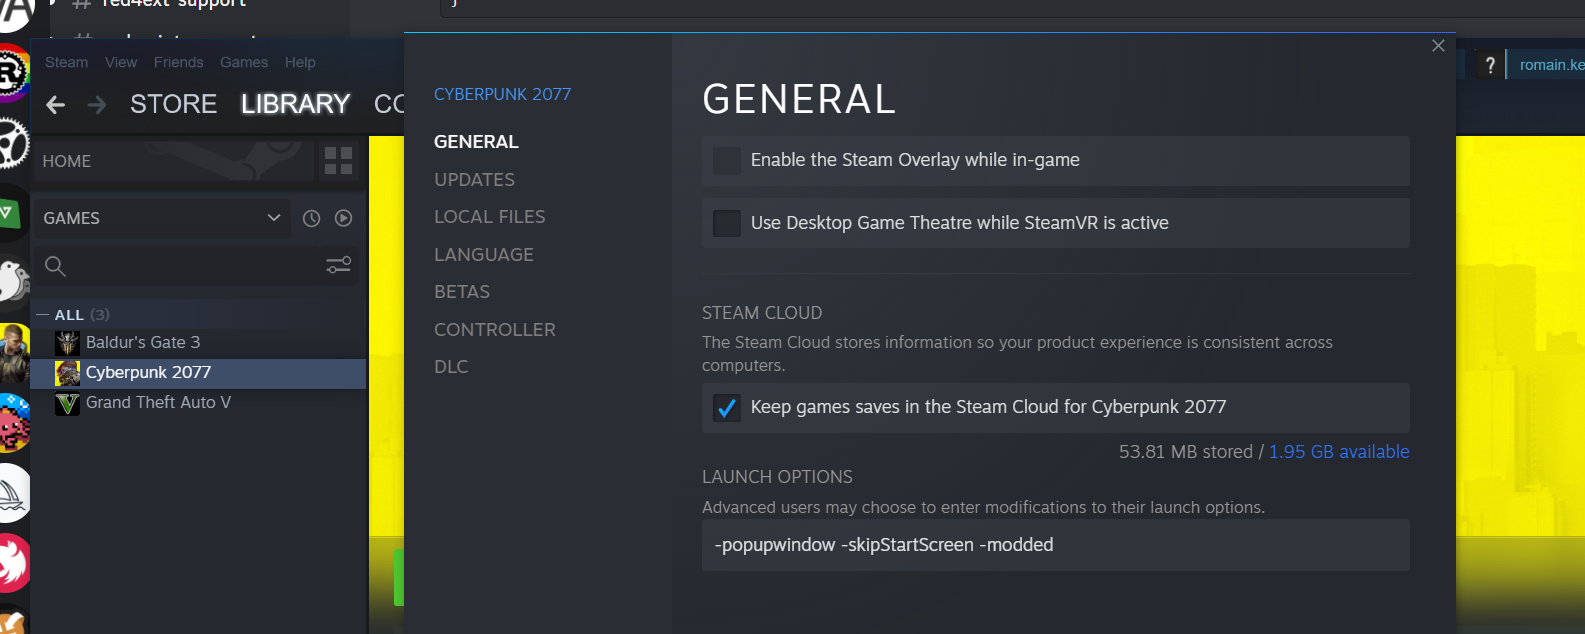 # red4ext support
}
Steam View Friends Games Help
? romain.ke
STORE LIBRARY CO
HOME
GAMES
— ALL (3)
Baldur's Gate 3
Cyberpunk 2077
Grand Theft Auto V
CYBERPUNK 2077
GENERAL
UPDATES
LOCAL FILES
LANGUAGE
BETAS
CONTROLLER
DLC
GENERAL
Enable the Steam Overlay while in-game
Use Desktop Game Theatre while SteamVR is active
STEAM CLOUD
The Steam Cloud stores information so your product experience is consistent across
computers.
Keep games saves in the Steam Cloud for Cyberpunk 2077
53.81 MB stored / 1.95 GB available
LAUNCH OPTIONS
Advanced users may choose to enter modifications to their launch options.
-popupwindow -skipStartScreen -modded